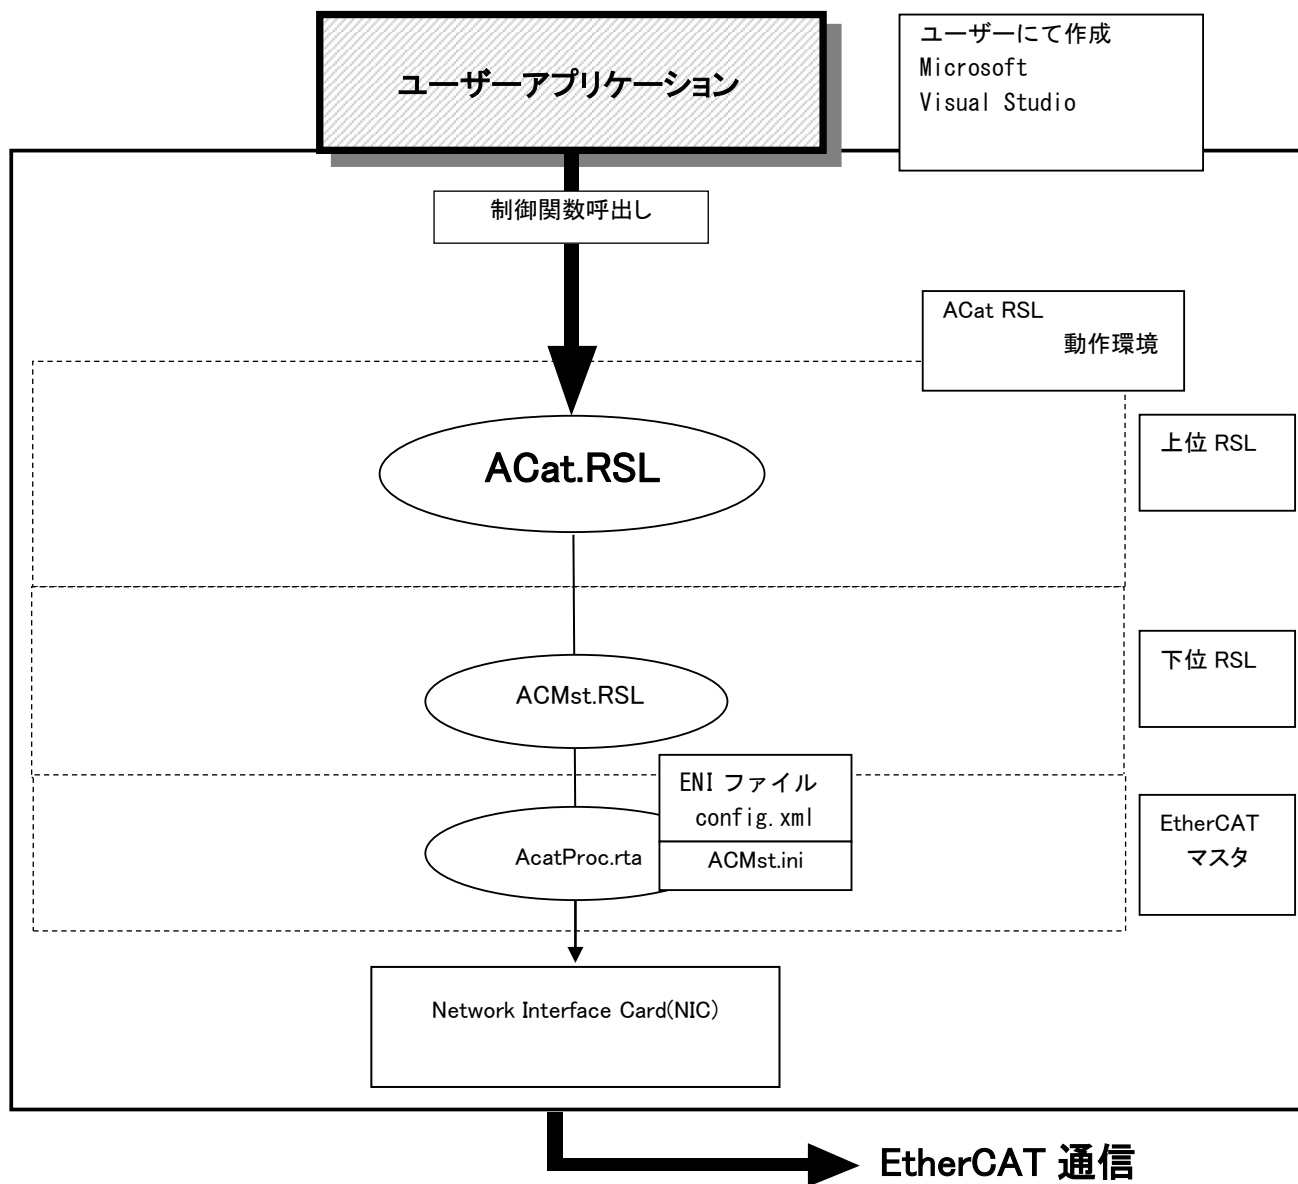 ユーザーアプリケーション
ユーザーにて作成
Microsoft
Visual Studio
制御関数呼出し
ACat RSL
動作環境
ACat.RSL
上位 RSL
ACMst.RSL
下位 RSL
ENI ファイル
config.xml
AcatProc.rta
ACMst.ini
EtherCAT
マスタ
Network Interface Card(NIC)
EtherCAT 通信